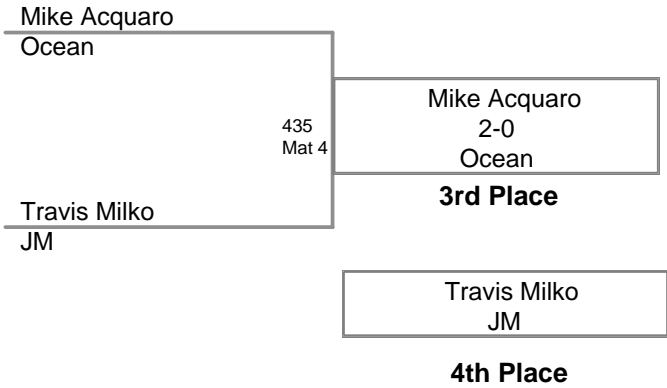 Mike Acquaro
Ocean
435
Mat 4
Mike Acquaro
2-0
Ocean
3rd Place
Travis Milko
JM
Travis Milko
JM
4th Place